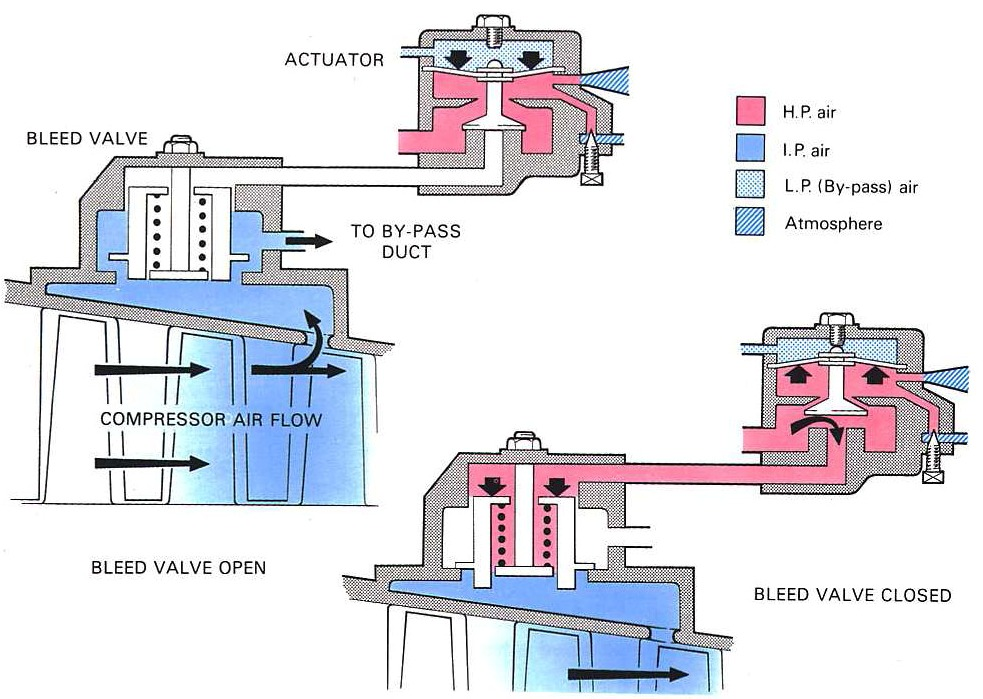 ACTUATOR
BLEED VALVE
H.P. air
I.P. air
L.P. (By-pass) air
Atmosphere
TO BY-PASS
DUCT
COMPRESSOR AIR FLOW
BLEED VALVE OPEN
BLEED VALVE CLOSED